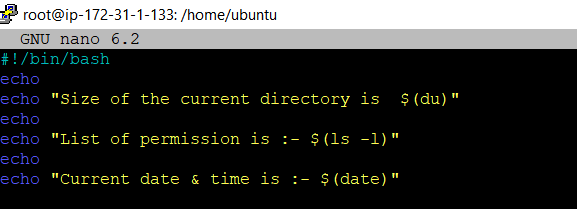 root@ip-172-31-1-133: /home/ubuntu
GNU nano 6.2
#!/bin/bash
echo
echo "Size of the current directory is  $(du)"
echo
echo "List of permission is :- $(ls -l)"
echo
echo "Current date & time is :- $(date)"